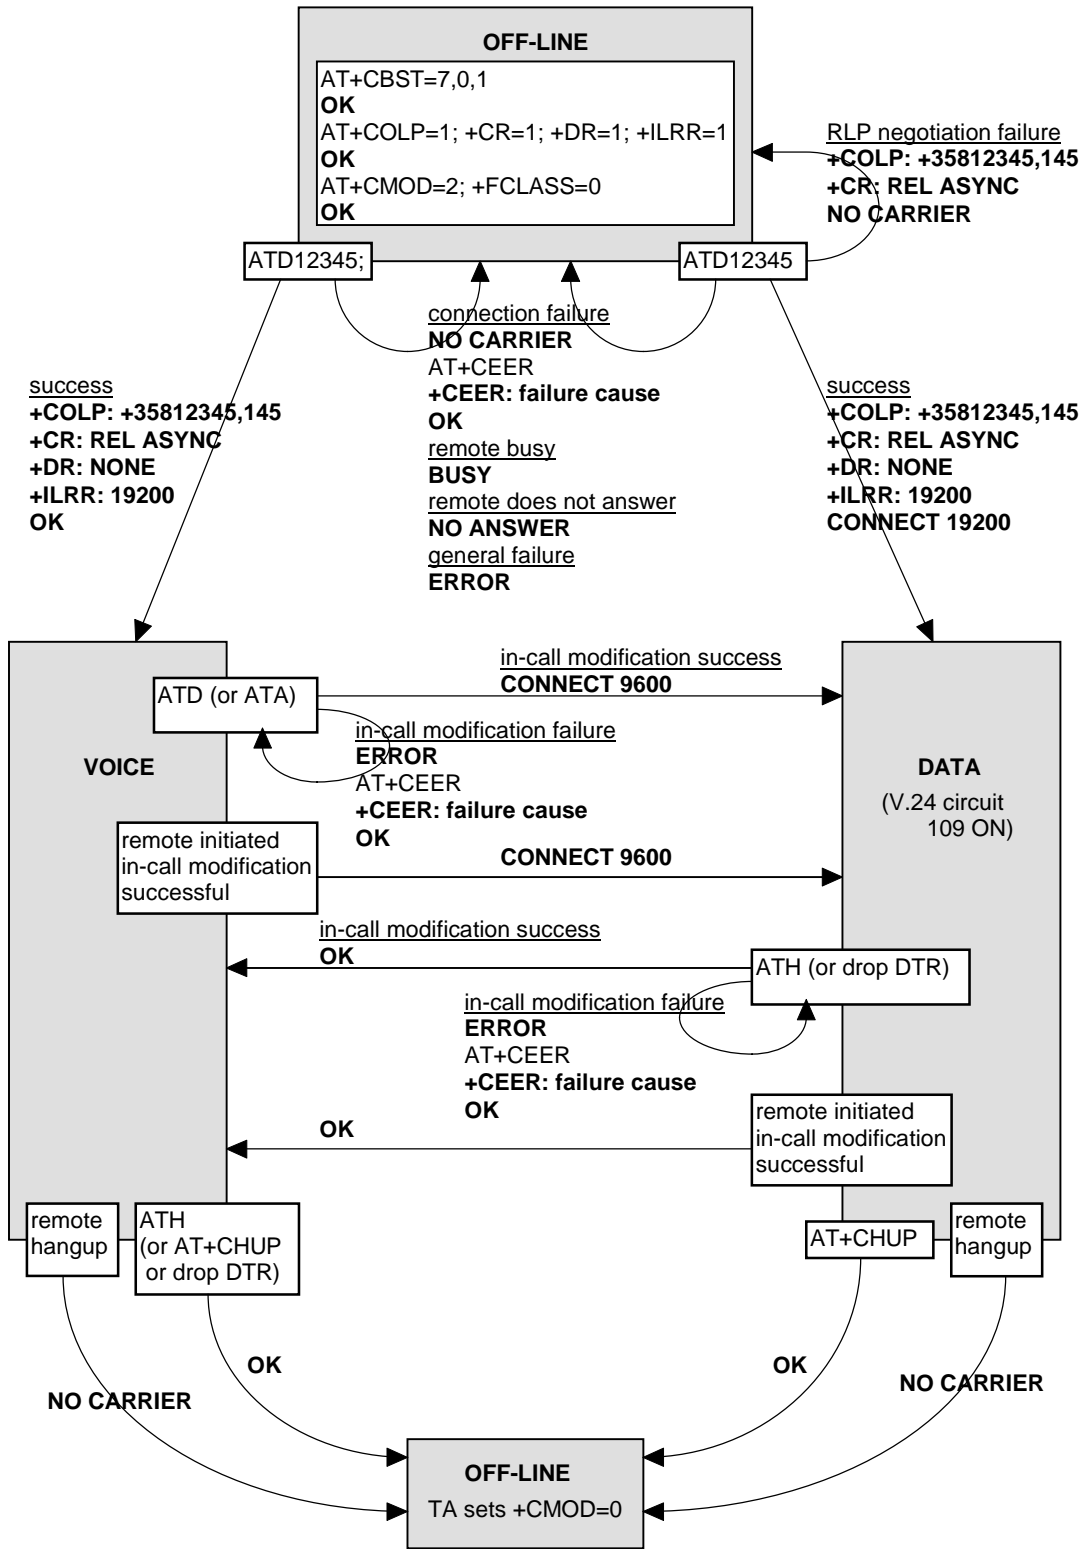 OFF-LINE
AT+CBST=7,0,1
OK
AT+COLP=1; +CR=1; +DR=1; +ILRR=1
OK
AT+CMOD=2; +FCLASS=0
OK
RLP negotiation failure
+COLP: +35812345,145
+CR: REL ASYNC
NO CARRIER
ATD12345;
ATD12345
connection failure
NO CARRIER
AT+CEER
+CEER: failure cause
OK
remote busy
BUSY
remote does not answer
NO ANSWER
general failure
ERROR
success
+COLP: +35812345,145
+CR: REL ASYNC
+DR: NONE
+ILRR: 19200
OK
success
+COLP: +35812345,145
+CR: REL ASYNC
+DR: NONE
+ILRR: 19200
CONNECT 19200
in-call modification success
CONNECT 9600
ATD (or ATA)
in-call modification failure
ERROR
AT+CEER
+CEER: failure cause
OK
VOICE
DATA
(V.24 circuit
109 ON)
remote initiated
in-call modification
successful
CONNECT 9600
in-call modification success
OK
ATH (or drop DTR)
in-call modification failure
ERROR
AT+CEER
+CEER: failure cause
OK
remote initiated
in-call modification
successful
OK
remote
hangup
ATH
(or AT+CHUP
or drop DTR)
AT+CHUP
remote
hangup
OK
OK
NO CARRIER
NO CARRIER
OFF-LINE
TA sets +CMOD=0